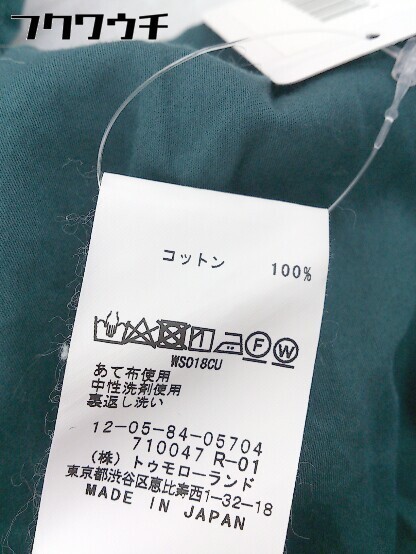 フクワウチ
コットン 100%
F W
WS018CU
あて布使用
中性洗剤使用
裏返し洗い
12-05-84-05704
710047 R-01
(株) トゥモローランド
東京都渋谷区恵比寿西1-32-18
MADE IN JAPAN